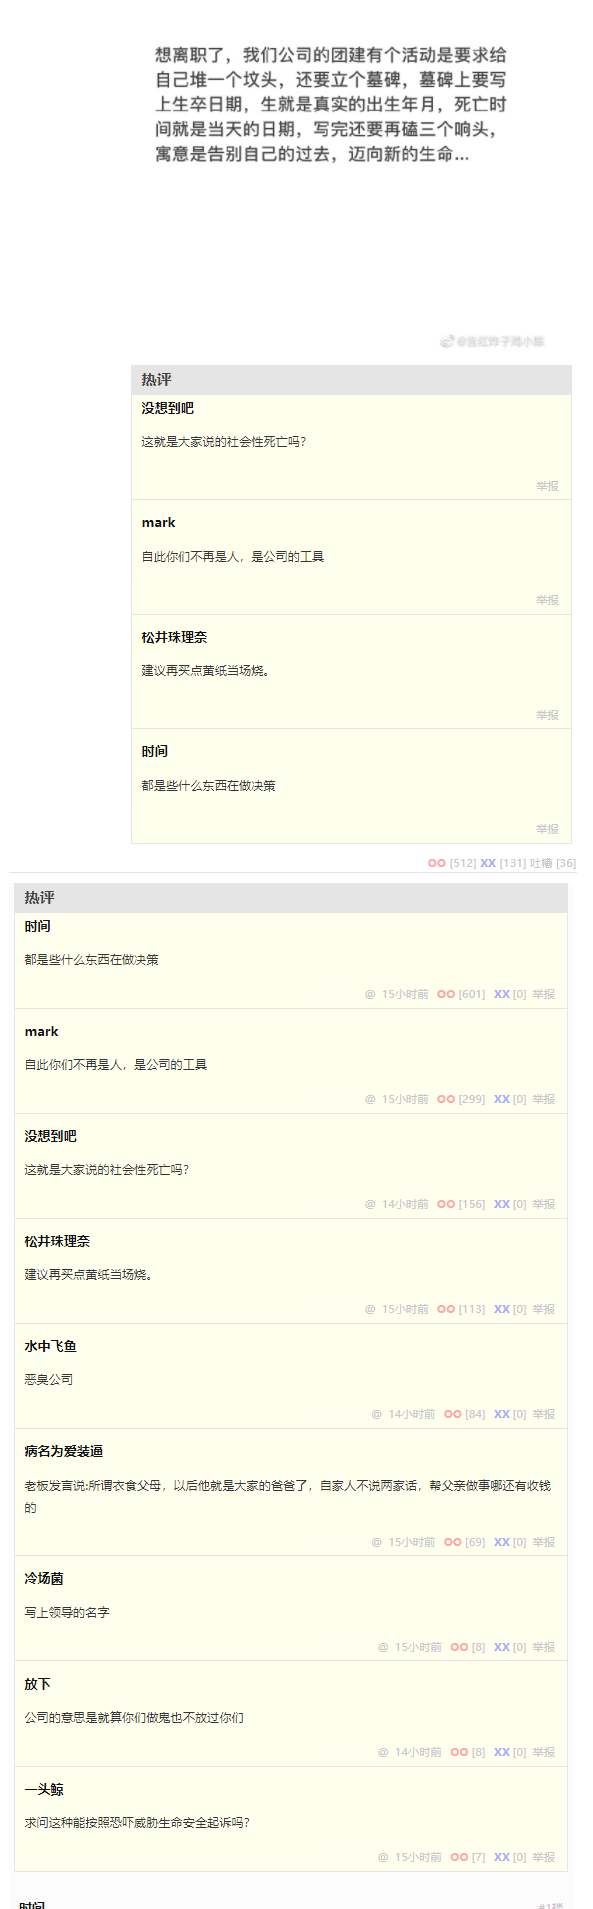 想离职了，我们公司的团建有个活动是要求给
自己堆一个坟头，还要立个墓碑，墓碑上要写
上生卒日期，生就是真实的出生年月，死亡时
间就是当天的日期，写完还要再磕三个响头，
寓意是告别自己的过去，迈向新的生命...
热评
没想到吧
这就是大家说的社会性死亡吗?
举报
mark
自此你们不再是人，是公司的工具
举报
松井珠理奈
建议再买点黄纸当场烧。
举报
时间
都是些什么东西在做决策
举报
OO [512] XX [131] 吐槽 [36]
热评
时间
都是些什么东西在做决策
@ 15小时前 OO [601] XX [0] 举报
mark
自此你们不再是人，是公司的工具
@ 15小时前 OO [299] XX [0] 举报
没想到吧
这就是大家说的社会性死亡吗?
@ 14小时前 OO [156] XX [0] 举报
松井珠理奈
建议再买点黄纸当场烧。
@ 15小时前 OO [113] XX [0] 举报
水中飞鱼
恶臭公司
@ 14小时前 OO [84] XX [0] 举报
病名为爱装逼
老板发言说:所谓衣食父母，以后他就是大家的爸爸了，自家人不说两家话，帮父亲做事哪还有收钱
的
@ 15小时前 OO [69] XX [0] 举报
冷场菌
写上领导的名字
@ 15小时前 OO [8] XX [0] 举报
放下
公司的意思是就算你们做鬼也不放过你们
@ 14小时前 OO [8] XX [0] 举报
一头鲸
求问这种能按照恐吓威胁生命安全起诉吗?
@ 15小时前 OO [7] XX [0] 举报
时间
#1楼